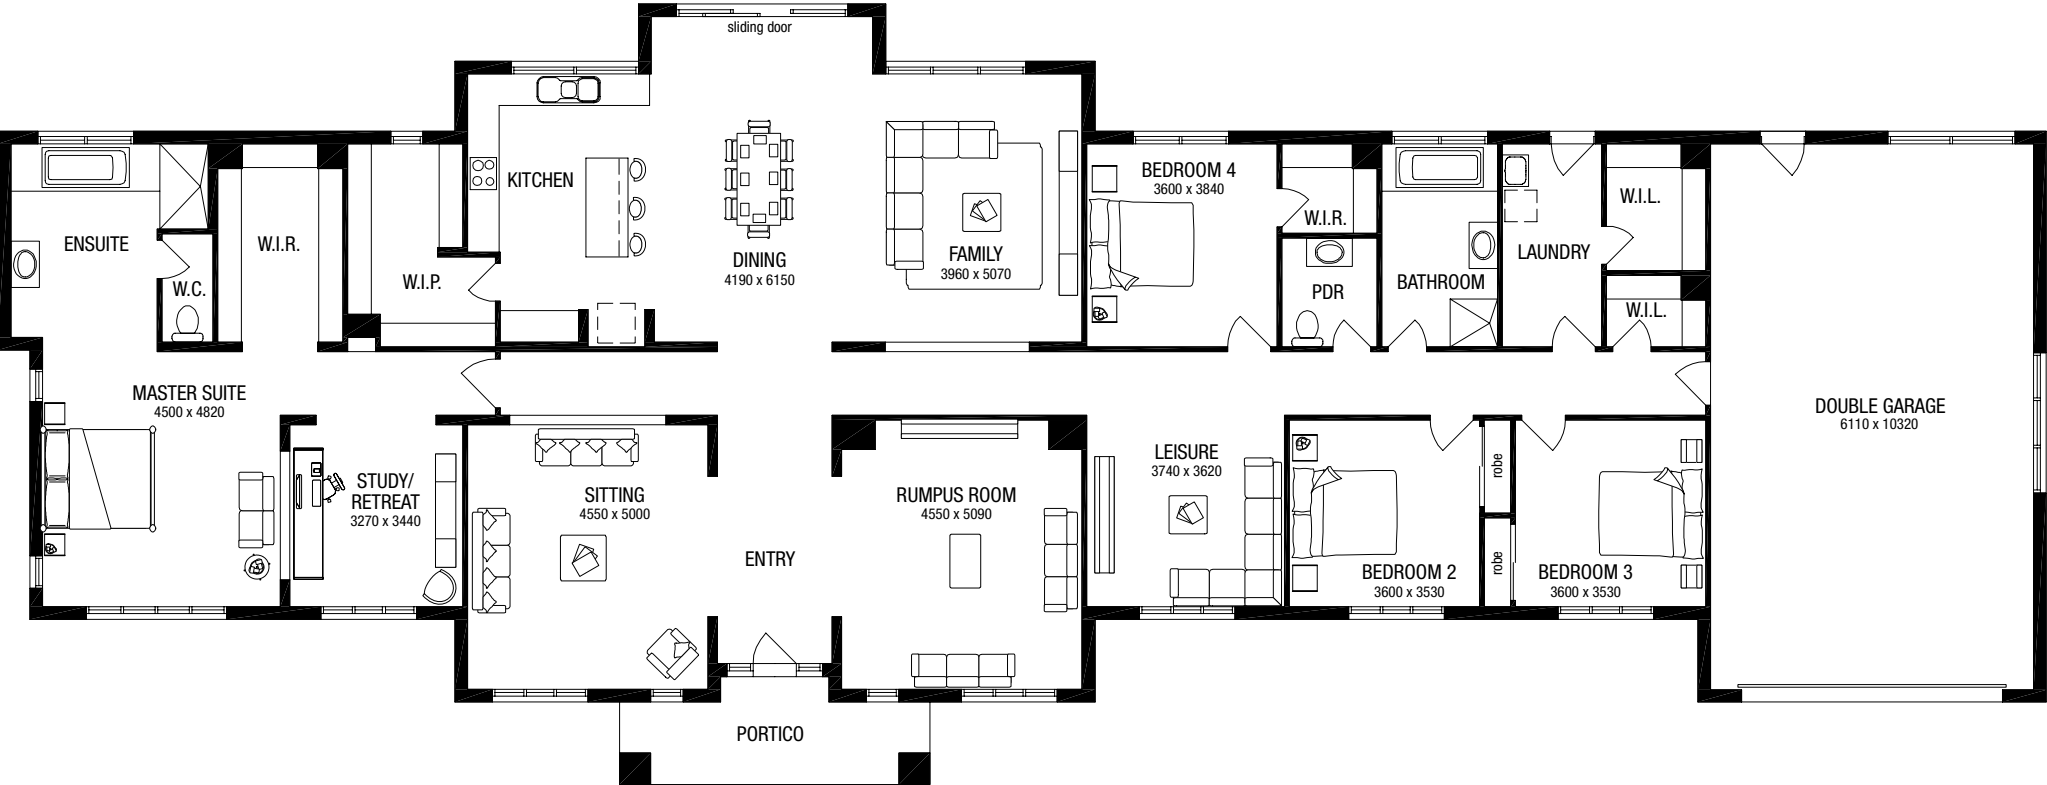 sliding door
KITCHEN
BEDROOM 4
3600 x 3840
W.I.L.
W.I.R.
ENSUITE
W.I.R.
LAUNDRY
FAMILY
3960 x 5070
DINING
4190 x 6150
W.I.P.
W.C.
BATHROOM
PDR
W.I.L.
MASTER SUITE
4500 x 4820
DOUBLE GARAGE
6110 x 10320
LEISURE
3740 x 3620
robe
STUDY/
RETREAT
3270 x 3440
SITTING
4550 x 5000
RUMPUS ROOM
4550 x 5090
ENTRY
robe
BEDROOM 2
3600 x 3530
BEDROOM 3
3600 x 3530
PORTICO